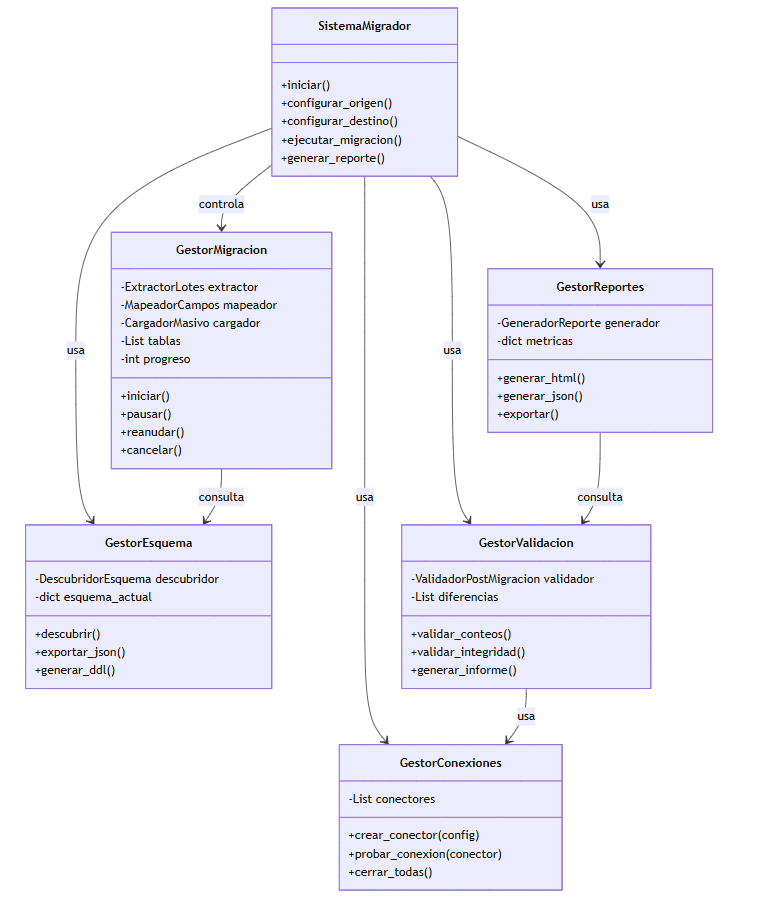 SistemaMigrador
+iniciar()
+configurar_origen()
+configurar_destino()
+ejecutar_migracion()
+generar_reporte()
controla
usa
GestorMigracion
-ExtractorLotes extractor
-MapeadorCampos mapeador
-CargadorMasivo cargador
-List tablas
-int progreso
+iniciar()
+pausar()
+reanudar()
+cancelar()
GestorReportes
-GeneradorReporte generador
-dict metricas
+generar_html()
+generar_json()
+exportar()
usa
usa
consulta
usa
consulta
GestorEsquema
-DescubridorEsquema descubridor
-dict esquema_actual
+descubrir()
+exportar_json()
+generar_ddl()
GestorValidacion
-ValidadorPostMigracion validador
-List diferencias
+validar_conteos()
+validar_integridad()
+generar_informe()
usa
GestorConexiones
-List conectores
+crear_conector(config)
+probar_conexion(conector)
+cerrar_todas()